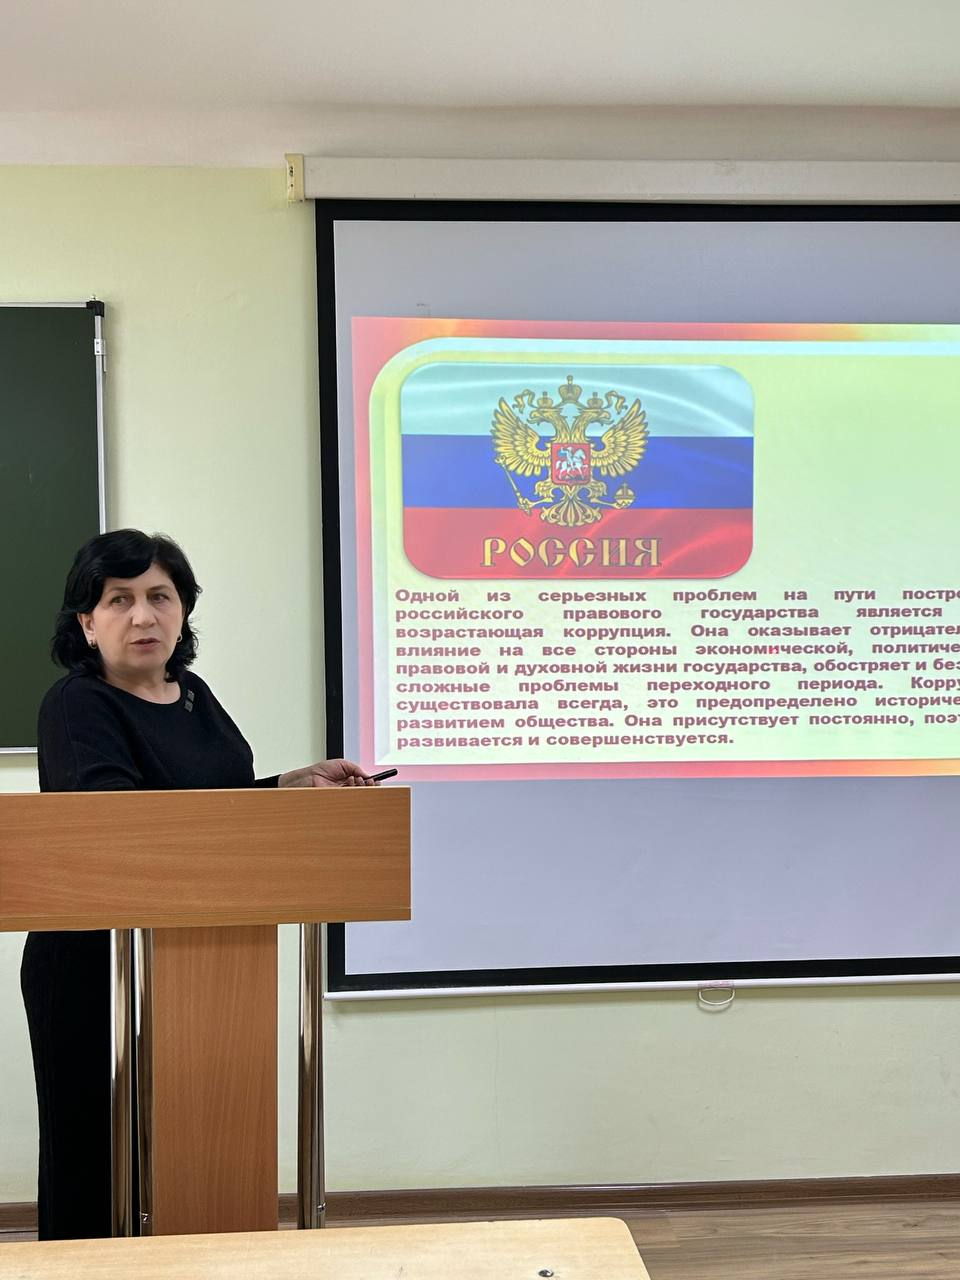 РОССИЯ
Одной из серьезных проблем на пути постро
российского правового государства является
возрастающая коррупция. Она оказывает отрицател
влияние на все стороны экономической, политиче
правовой и духовной жизни государства, обостряет и без
сложные проблемы переходного периода. Корру
существовала всегда, это предопределено историче
развитием общества. Она присутствует постоянно, поэт
развивается и совершенствуется.